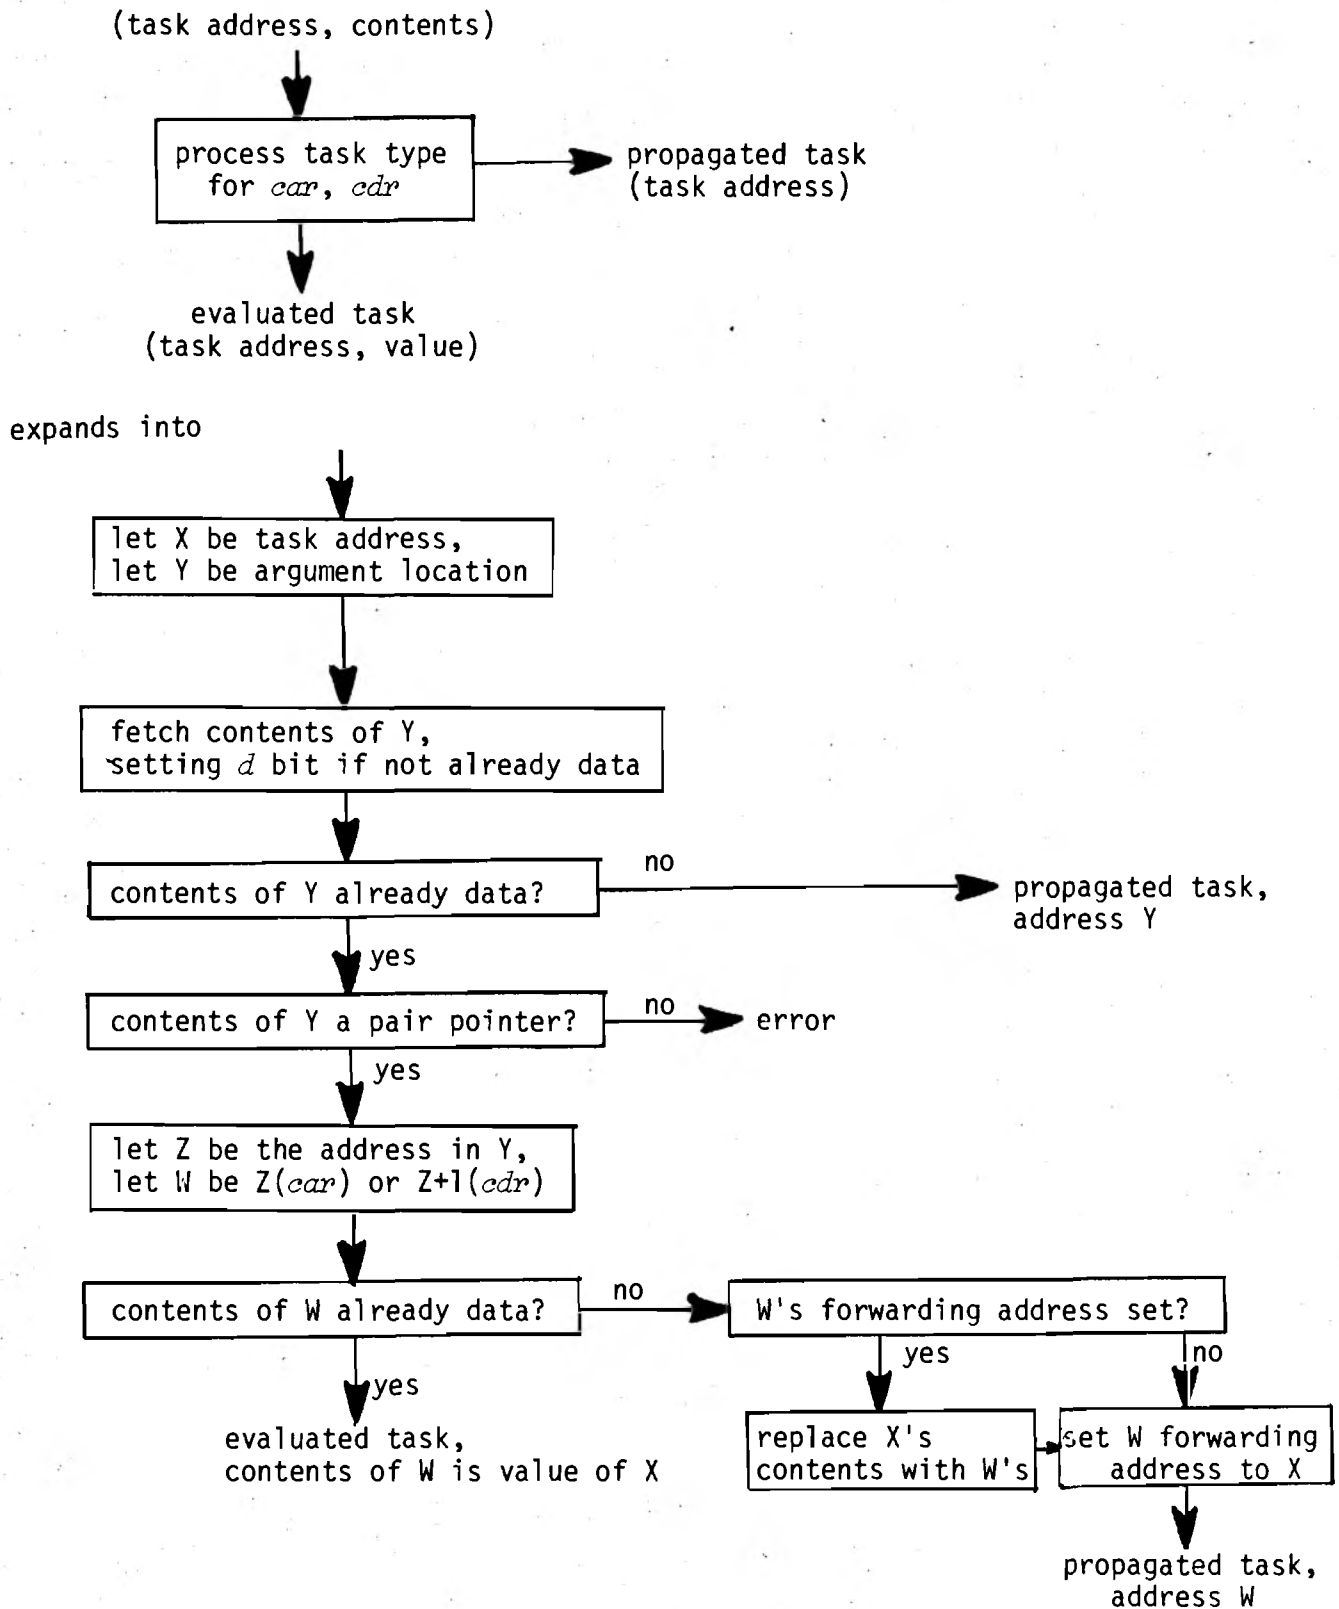 (task address, contents)
process task type
for car, cdr
propagated task
(task address)
evaluated task
(task address, value)
expands into
let X be task address,
let Y be argument location
fetch contents of Y,
setting d bit if not already data
contents of Y already data?
no
propagated task,
address Y
yes
contents of Y a pair pointer?
no
error
yes
let Z be the address in Y,
let W be Z(car) or Z+1(cdr)
contents of W already data?
no
W's forwarding address set?
yes
evaluated task,
contents of W is value of X
yes
no
replace X's
contents with W's
set W forwarding
address to X
propagated task,
address W